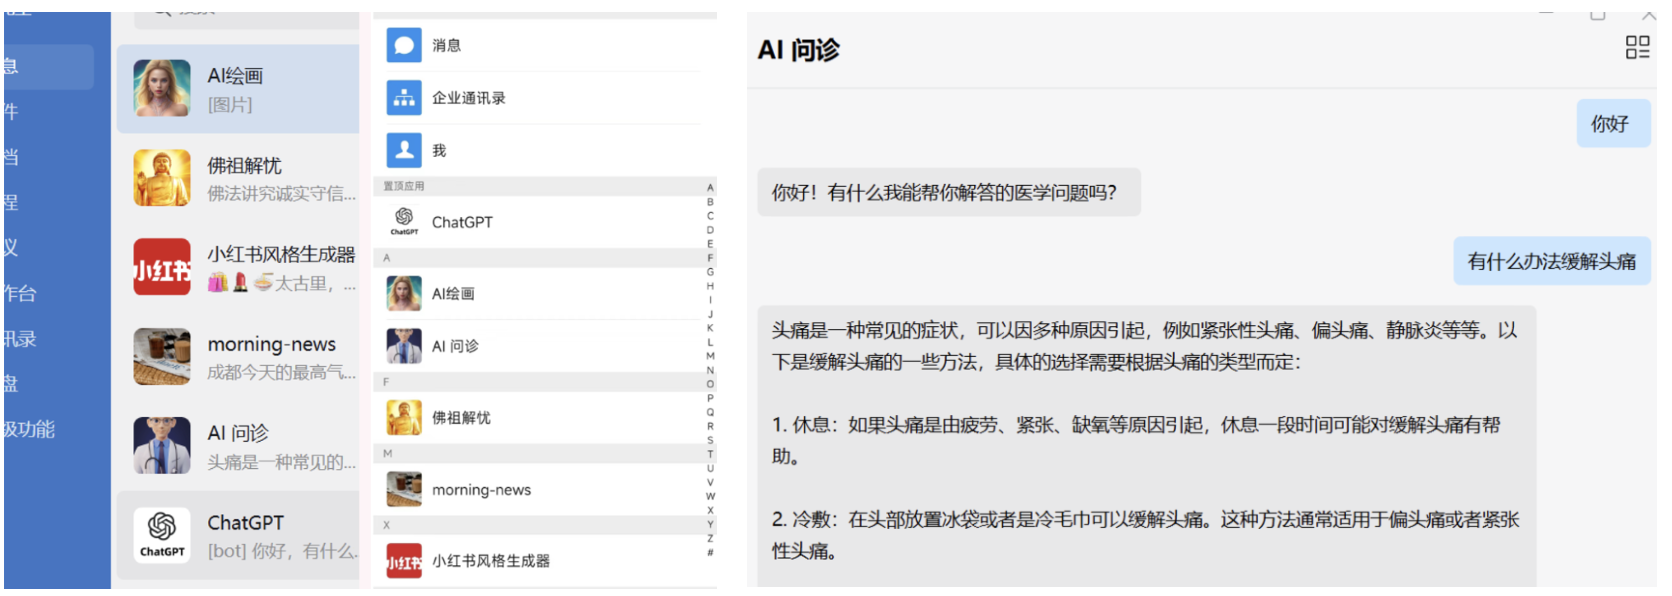 息
件
档
程
议
作台
讯录
盘
级功能
搜索
AI绘画
[图片]
佛祖解忧
佛法讲究诚实守信...
小红书
小红书风格生成器
太古里，...
morning-news
成都今天的最高气...
AI 问诊
头痛是一种常见的...
ChatGPT
ChatGPT
[bot] 你好，有什么...
消息
企业通讯录
我
置顶应用
ChatGPT
ChatGPT
A
AI绘画
AI 问诊
F
佛祖解忧
M
morning-news
X
小红书
小红书风格生成器
A
B
C
D
E
F
G
H
I
J
K
L
M
N
O
P
Q
R
S
T
U
V
W
X
Y
Z
#
AI 问诊
你好
你好！有什么我能帮你解答的医学问题吗？
有什么办法缓解头痛
头痛是一种常见的症状，可以因多种原因引起，例如紧张性头痛、偏头痛、静脉炎等等。以
下是缓解头痛的一些方法，具体的选择需要根据头痛的类型而定：
1. 休息：如果头痛是由疲劳、紧张、缺氧等原因引起，休息一段时间可能对缓解头痛有帮
助。
2. 冷敷：在头部放置冰袋或者是冷毛巾可以缓解头痛。这种方法通常适用于偏头痛或者紧张
性头痛。